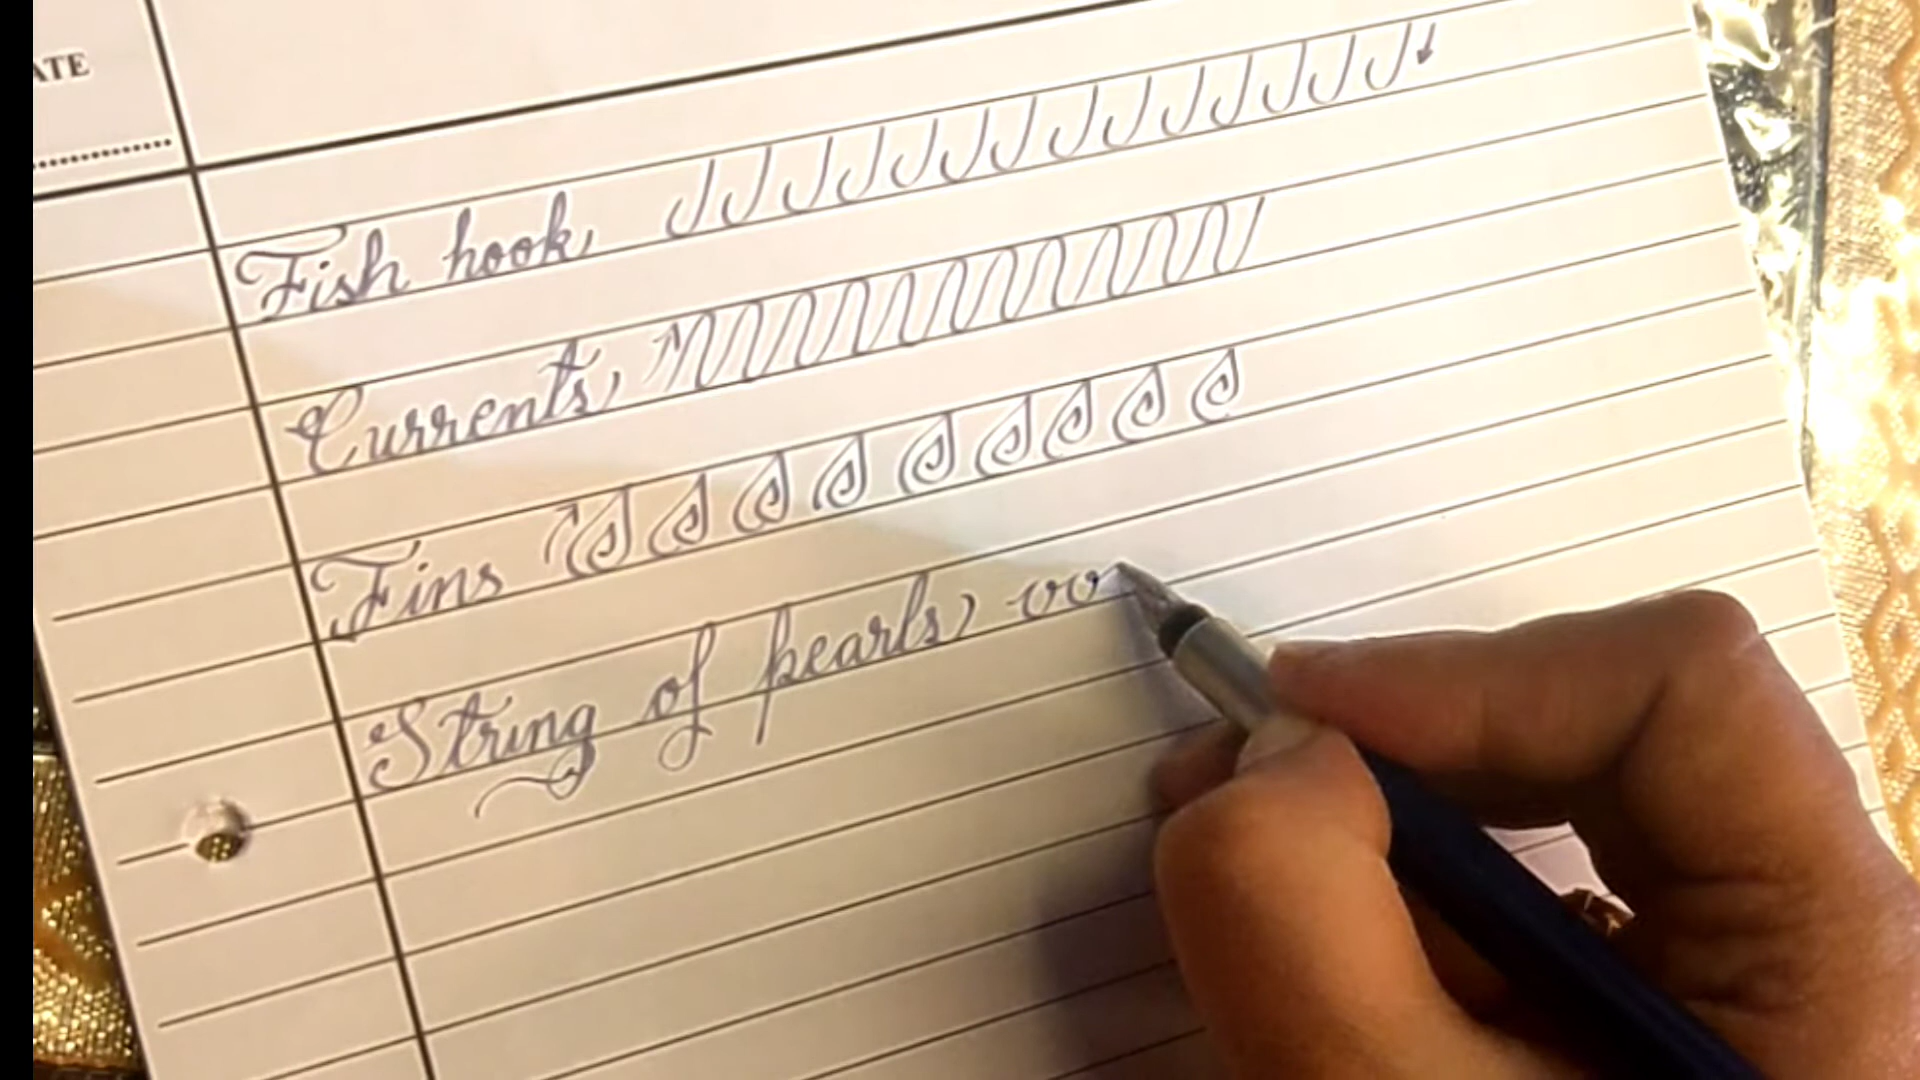 ATE
Fish hook,
Currents,
Fins
String of pearls,